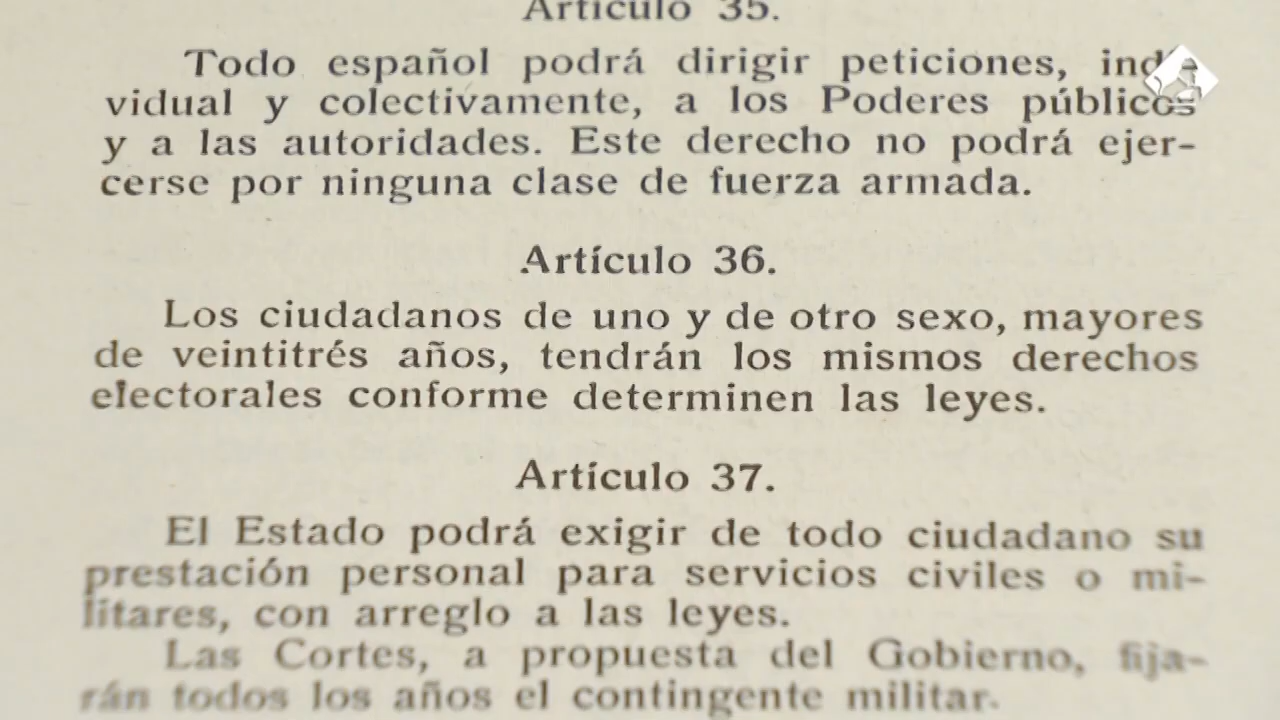 Artículo 35.
Todo español podrá dirigir peticiones, indi-
vidual y colectivamente, a los Poderes públicos
y a las autoridades. Este derecho no podrá ejer-
cerse por ninguna clase de fuerza armada.
Artículo 36.
Los ciudadanos de uno y de otro sexo, mayores
de veintitrés años, tendrán los mismos derechos
electorales conforme determinen las leyes.
Artículo 37.
El Estado podrá exigir de todo ciudadano su
prestación personal para servicios civiles o mi-
litares, con arreglo a las leyes.
Las Cortes, a propuesta del Gobierno, fija-
rán todos los años el contingente militar.